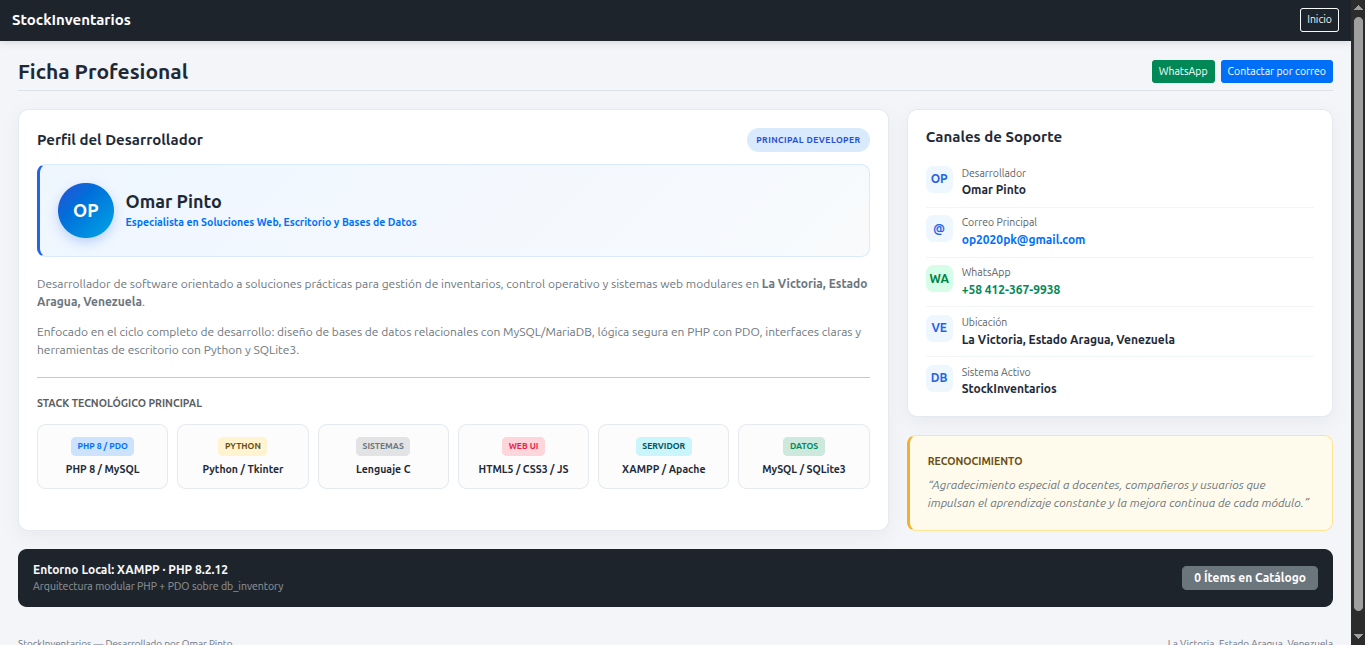 StockInventarios
Inicio
Ficha Profesional
WhatsApp
Contactar por correo
Perfil del Desarrollador
PRINCIPAL DEVELOPER
OP
Omar Pinto
Especialista en Soluciones Web, Escritorio y Bases de Datos
Desarrollador de software orientado a soluciones prácticas para gestión de inventarios, control operativo y sistemas web modulares en La Victoria, Estado
Aragua, Venezuela.
Enfocado en el ciclo completo de desarrollo: diseño de bases de datos relacionales con MySQL/MariaDB, lógica segura en PHP con PDO, interfaces claras y
herramientas de escritorio con Python y SQLite3.
STACK TECNOLÓGICO PRINCIPAL
PHP 8 / PDO
PHP 8 / MySQL
PYTHON
Python / Tkinter
SISTEMAS
Lenguaje C
WEB UI
HTML5 / CSS3 / JS
SERVIDOR
XAMPP / Apache
DATOS
MySQL / SQLite3
Canales de Soporte
OP
Desarrollador
Omar Pinto
@
Correo Principal
op2020pk@gmail.com
WA
WhatsApp
+58 412-367-9938
VE
Ubicación
La Victoria, Estado Aragua, Venezuela
DB
Sistema Activo
StockInventarios
RECONOCIMIENTO
“Agradecimiento especial a docentes, compañeros y usuarios que
impulsan el aprendizaje constante y la mejora continua de cada módulo.”
Entorno Local: XAMPP · PHP 8.2.12
Arquitectura modular PHP + PDO sobre db_inventory
0 Ítems en Catálogo
StockInventarios — Desarrollado por Omar Pinto
La Victoria, Estado Aragua, Venezuela